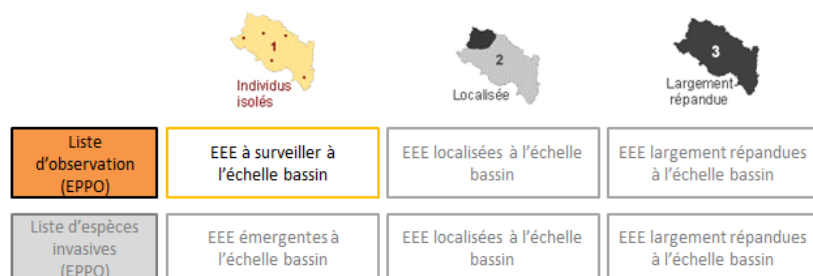 1
Individus
isolés
2
Localisée
3
Largement
répandue
Liste
d'observation
(EPPO)
EEE à surveiller à
l'échelle bassin
EEE localisées à l'échelle
bassin
EEE largement répandues
à l'échelle bassin
Liste d'espèces
invasives
(EPPO)
EEE émergentes à
l'échelle bassin
EEE localisées à l'échelle
bassin
EEE largement répandues
à l'échelle bassin